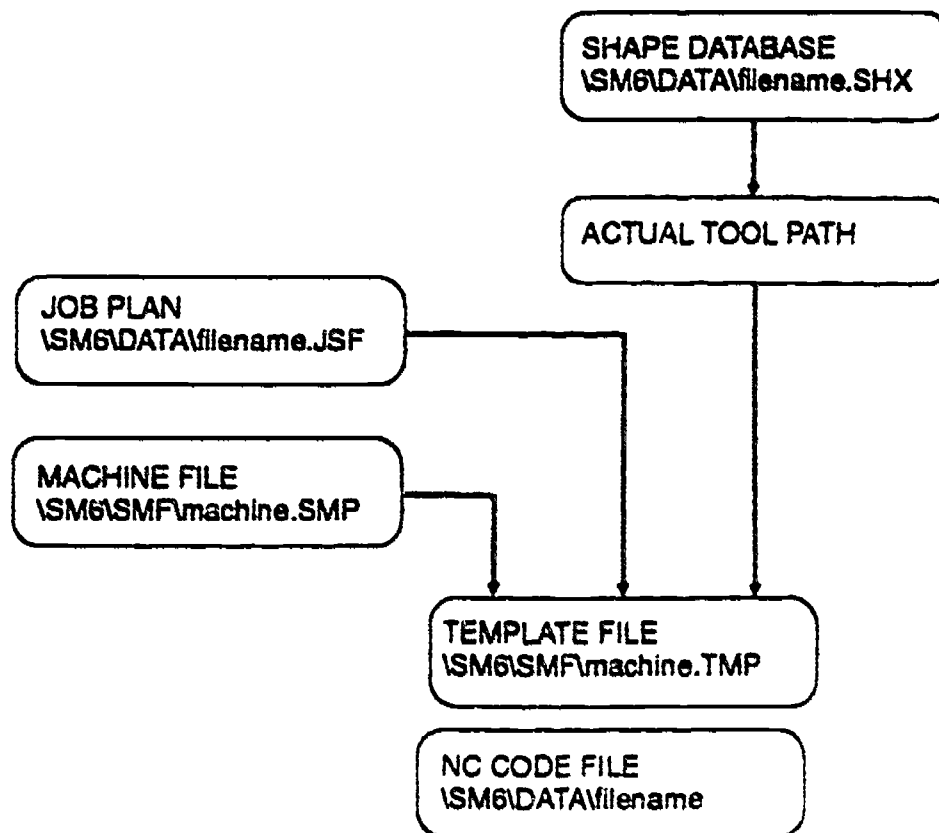 SHAPE DATABASE
\SM6\DATA\filename.SHX
ACTUAL TOOL PATH
JOB PLAN
\SM6\DATA\filename.JSF
MACHINE FILE
\SM6\SMF\machine.SMP
TEMPLATE FILE
\SM6\SMF\machine.TMP
NC CODE FILE
\SM6\DATA\filename